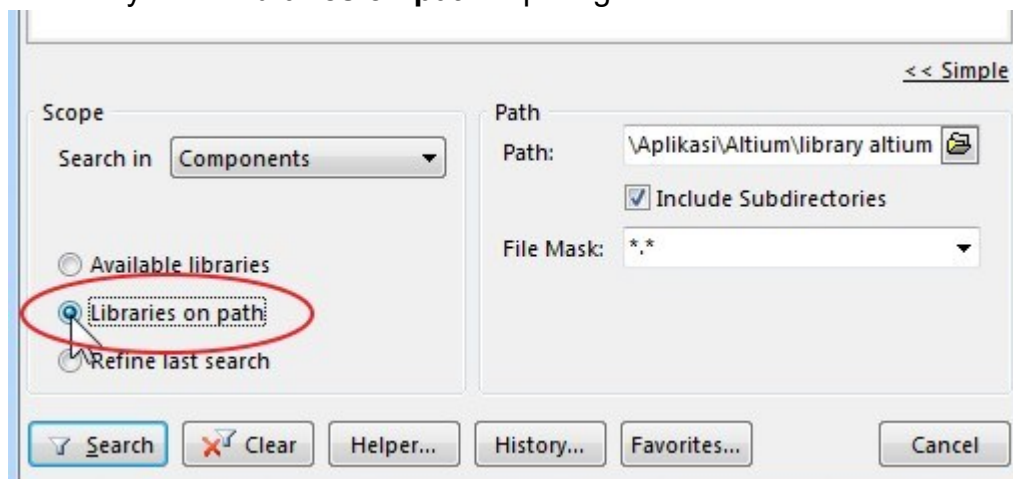 << Simple
Scope
Search in Components
Available libraries
Libraries on path
Refine last search
Path
Path: \Aplikasi\Altium\library altium
Include Subdirectories
File Mask: *.*
Search Clear Helper... History... Favorites... Cancel